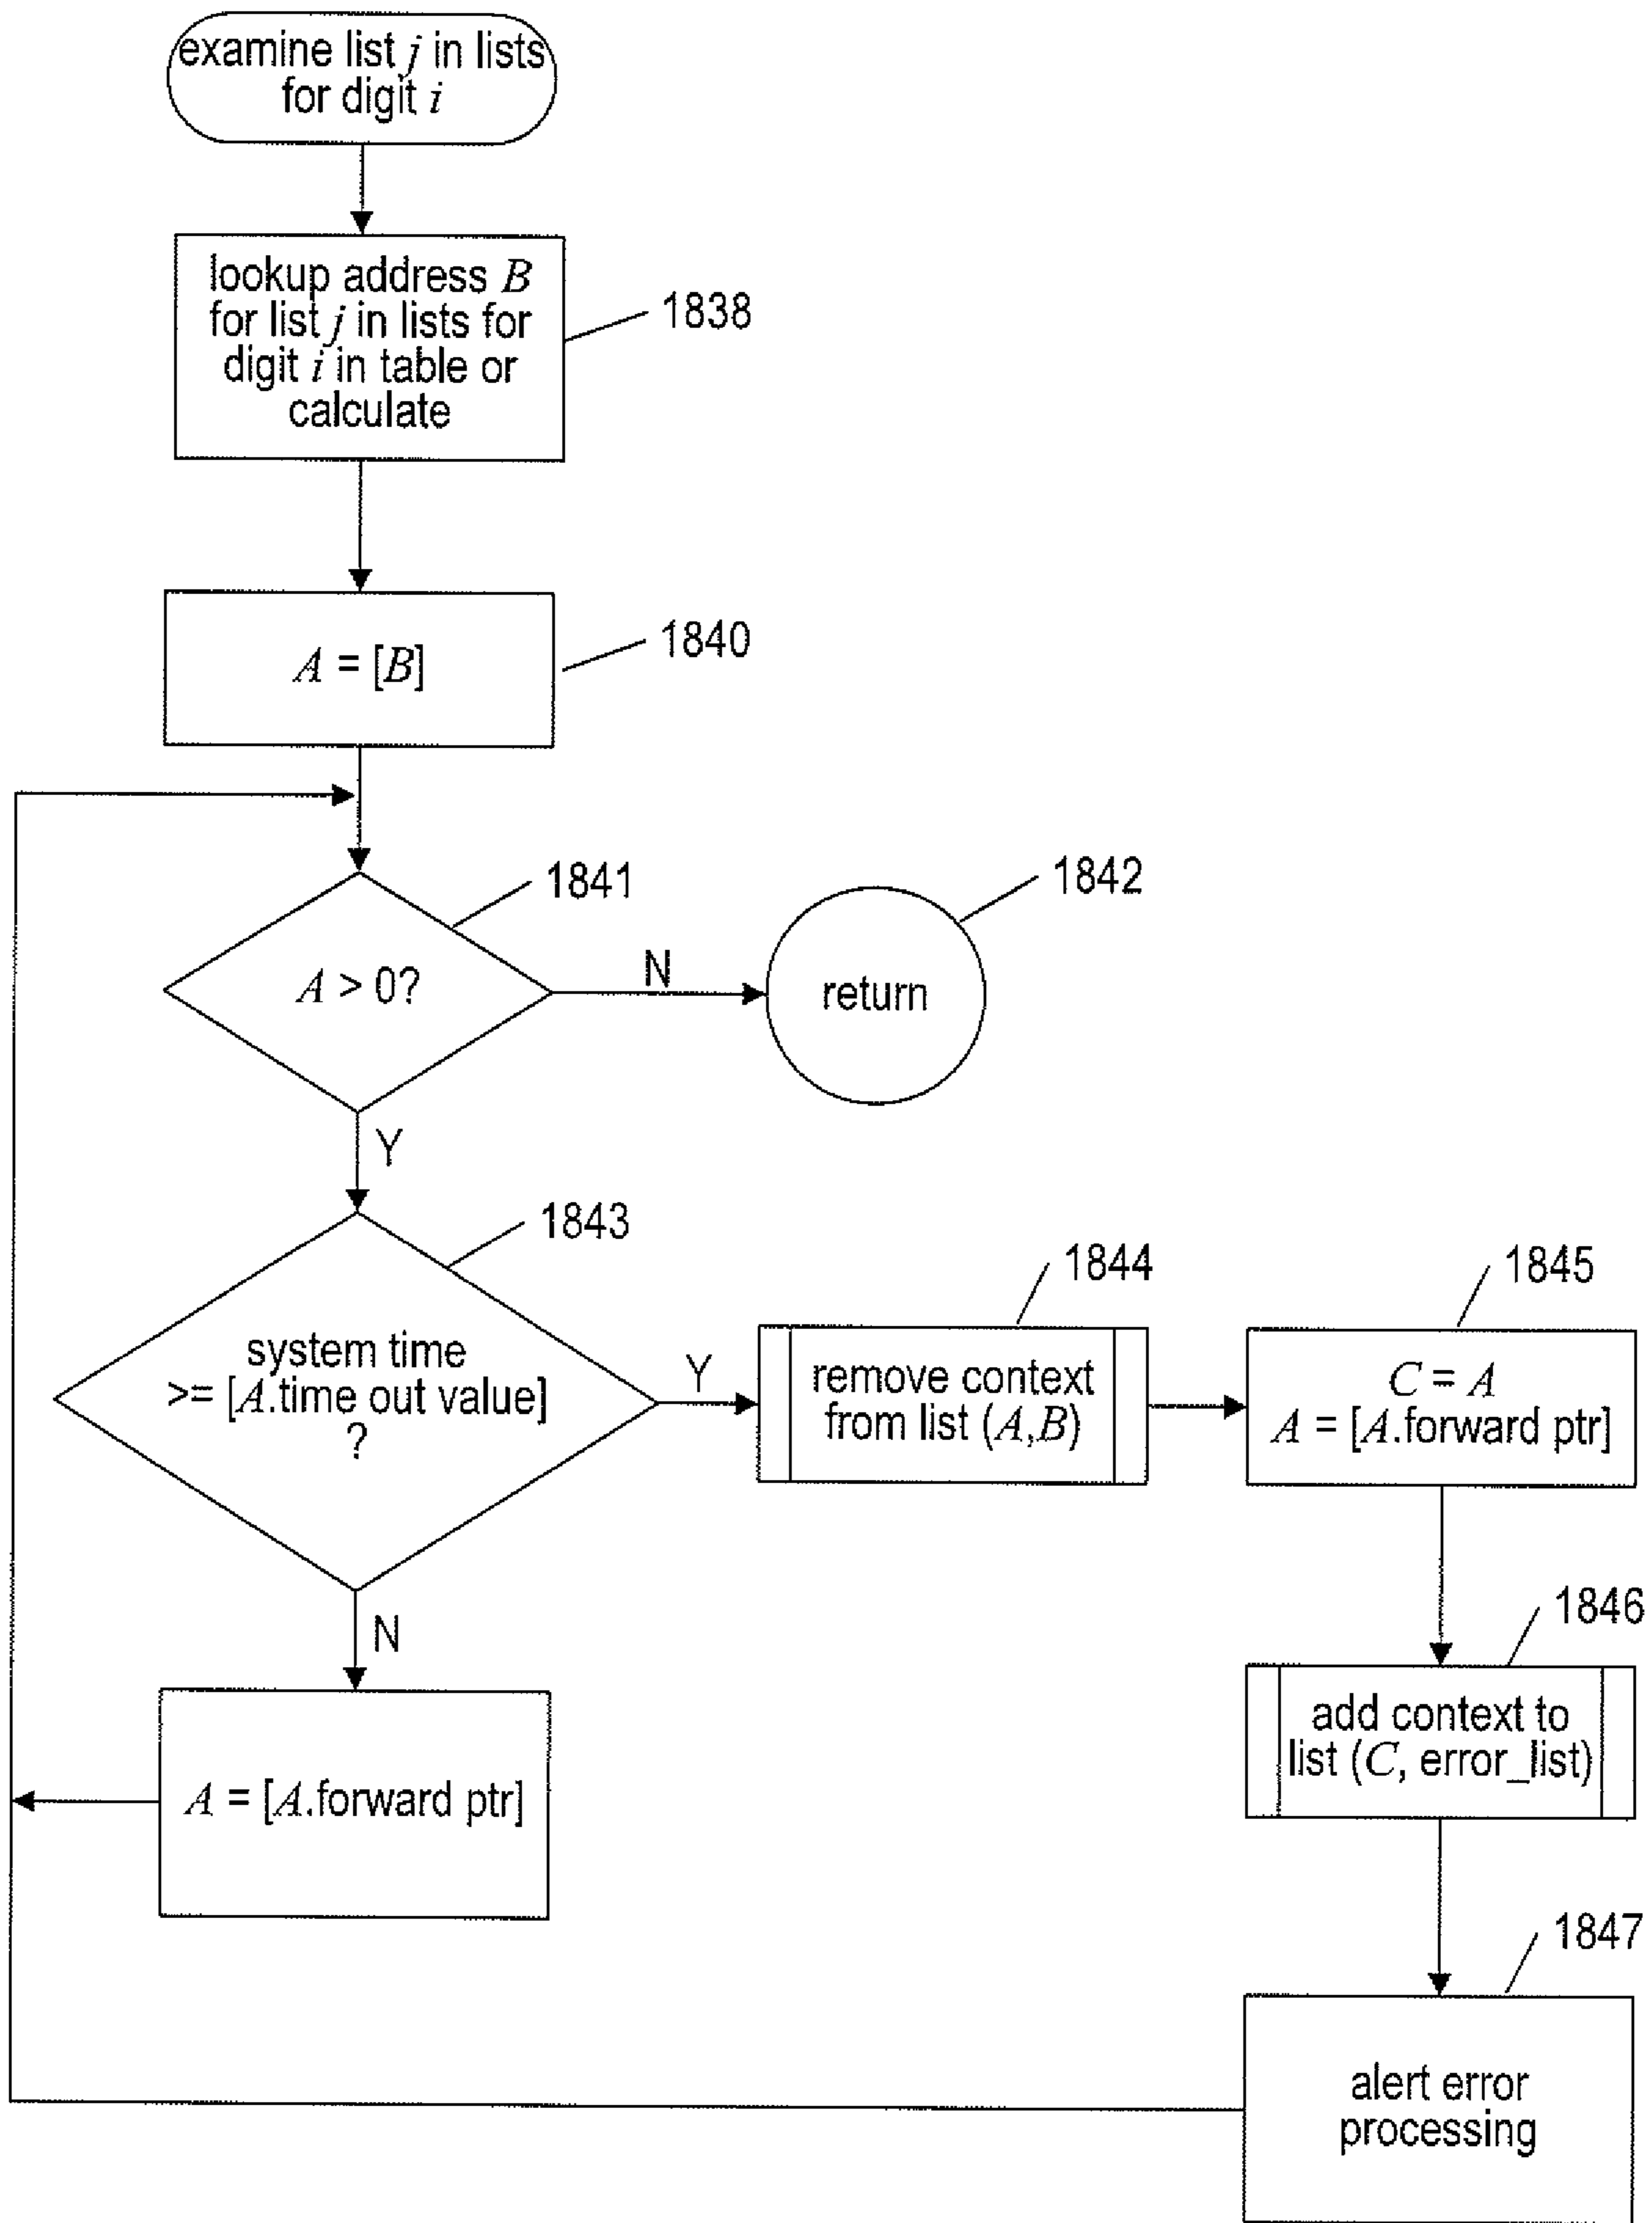 examine list j in lists
for digit i
lookup address B
for list j in lists for
digit i in table or
calculate
1838
A = [B]
1840
1841
A > 0?
N
1842
return
Y
1843
system time
>= [A.time out value]
?
Y
1844
remove context
from list (A,B)
1845
C = A
A = [A.forward ptr]
N
A = [A.forward ptr]
1846
add context to
list (C, error_list)
1847
alert error
processing